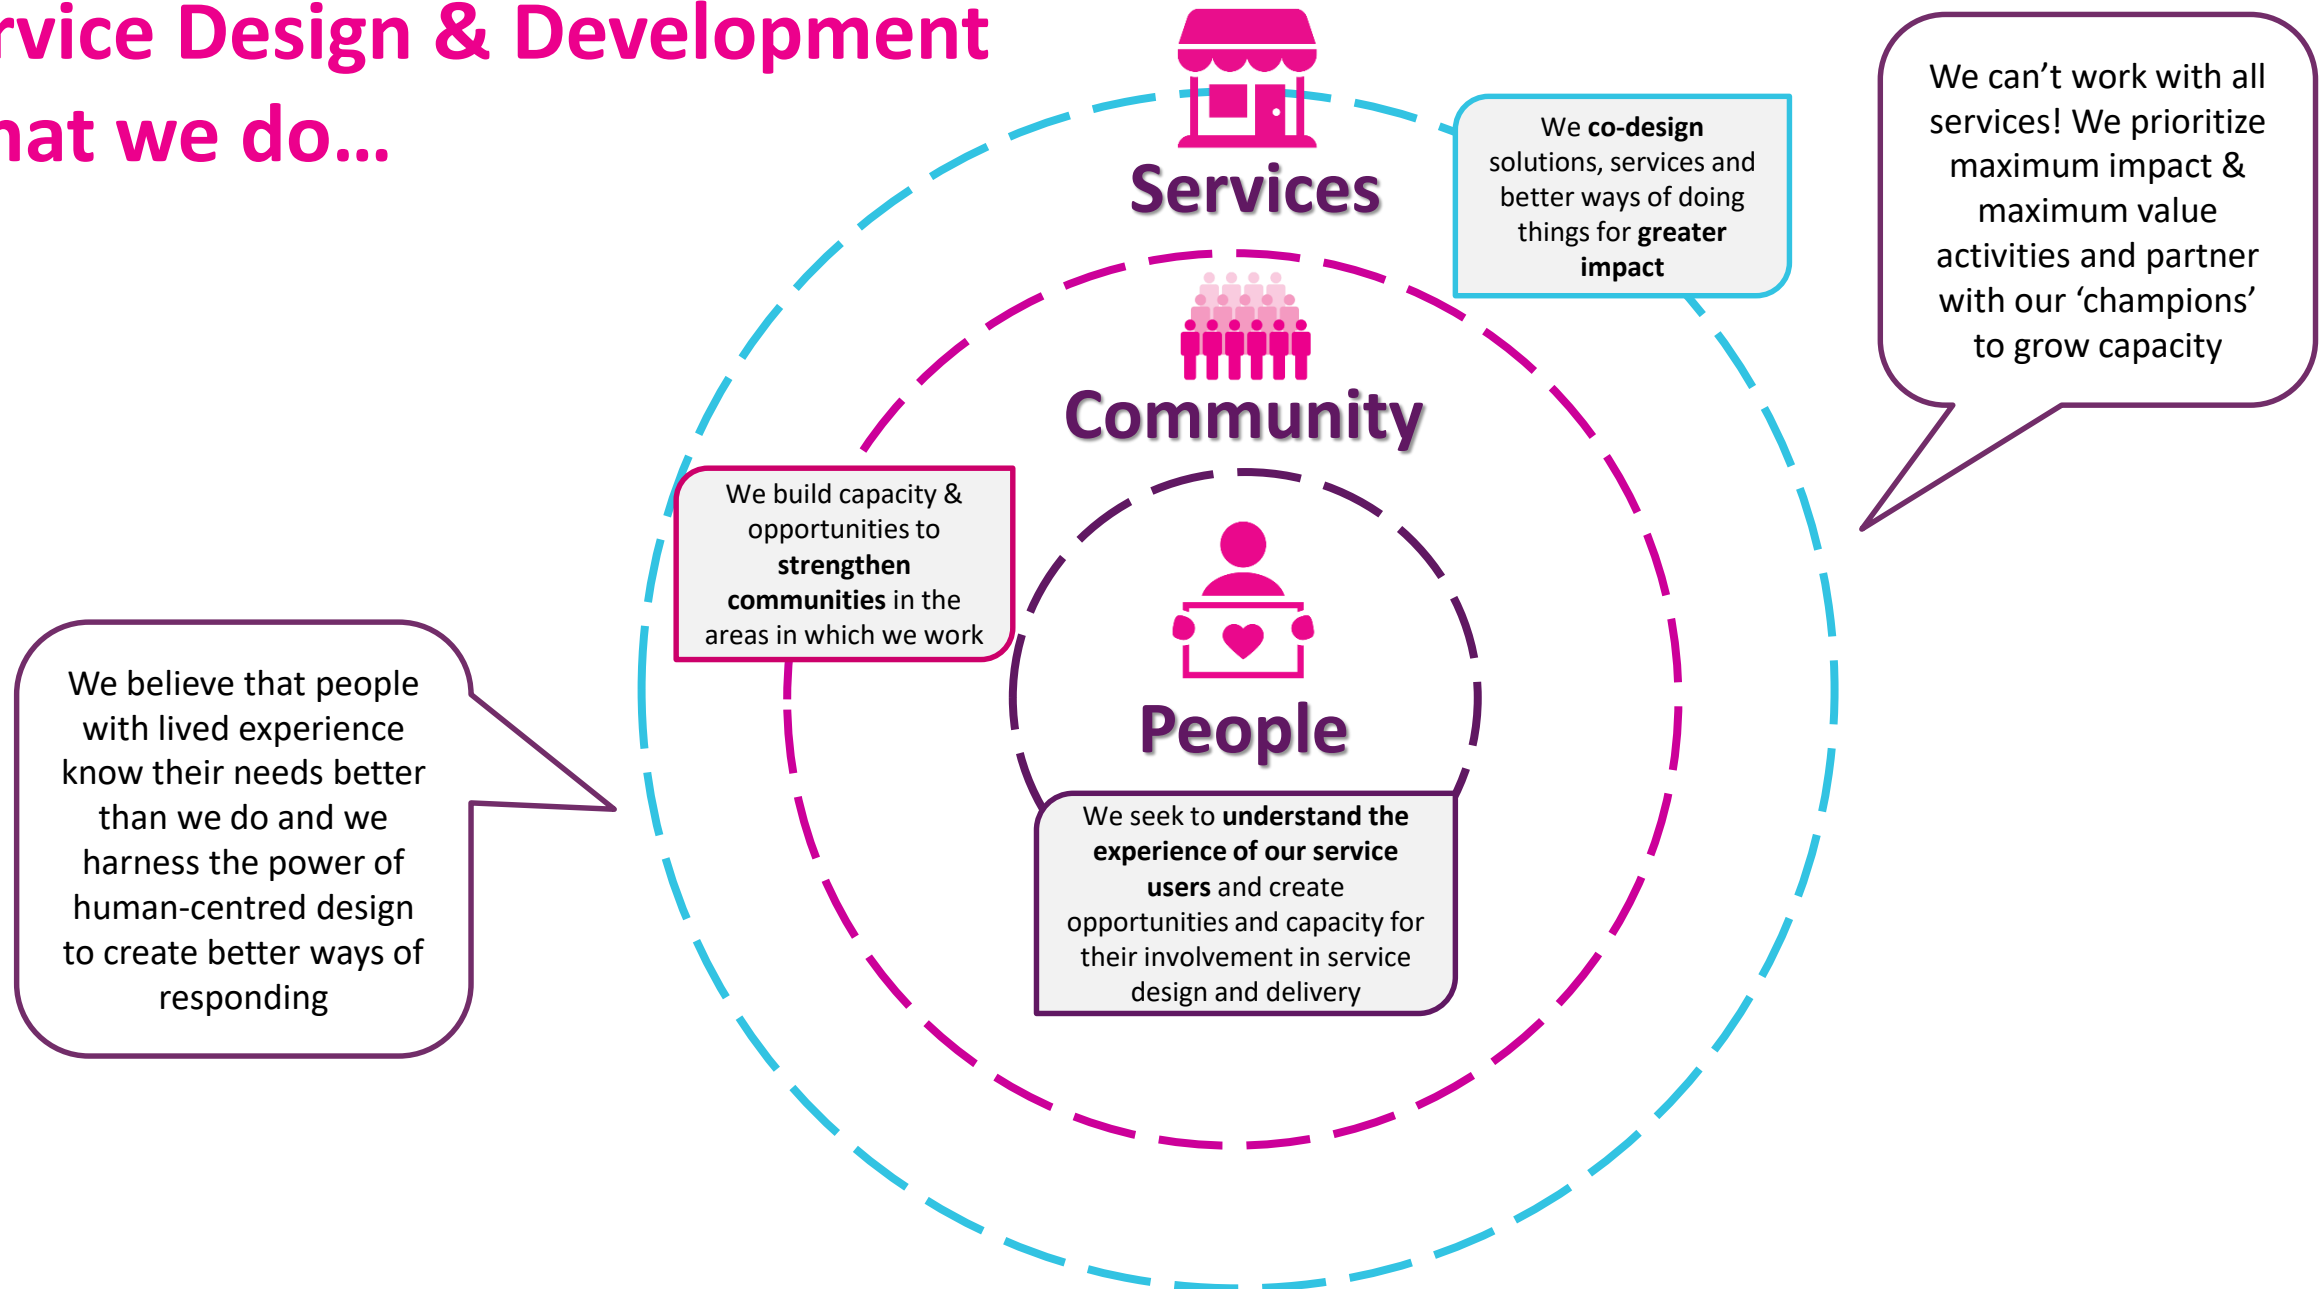 rvice Design & Development
hat we do...
Services
We co-design
solutions, services and
better ways of doing
things for greater
impact
We can’t work with all
services! We prioritize
maximum impact &
maximum value
activities and partner
with our ‘champions’
to grow capacity
Community
We build capacity &
opportunities to
strengthen
communities in the
areas in which we work
People
We believe that people
with lived experience
know their needs better
than we do and we
harness the power of
human-centred design
to create better ways of
responding
We seek to understand the
experience of our service
users and create
opportunities and capacity for
their involvement in service
design and delivery